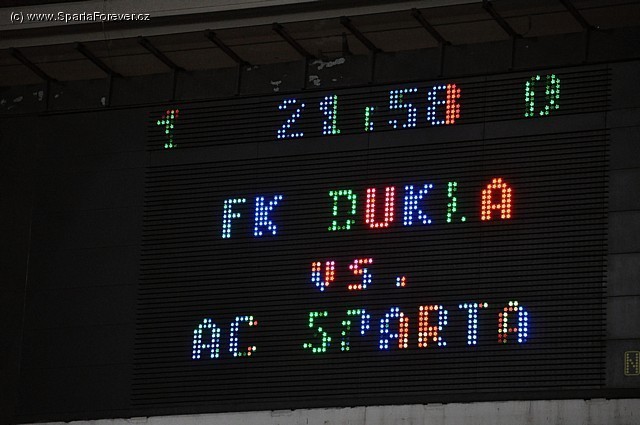 (c) www.SpartaForever.cz
1 21:58 0
FK DUKLA
vs.
AC SPARTA
N